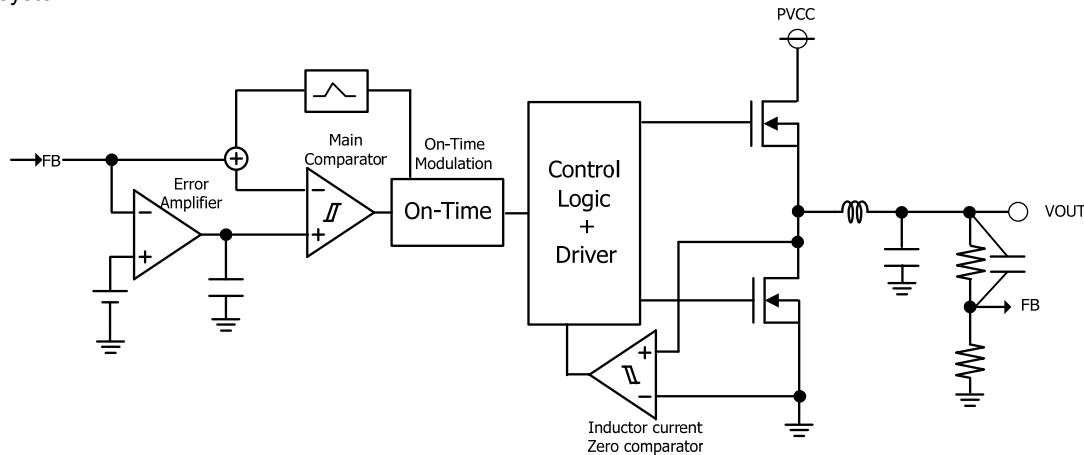 PVCC
FB
Error
Amplifier
−
+
+
Main
Comparator
−
+
On-Time
Modulation
On-Time
Control
Logic
+
Driver
+
−
Inductor current
Zero comparator
VOUT
FB